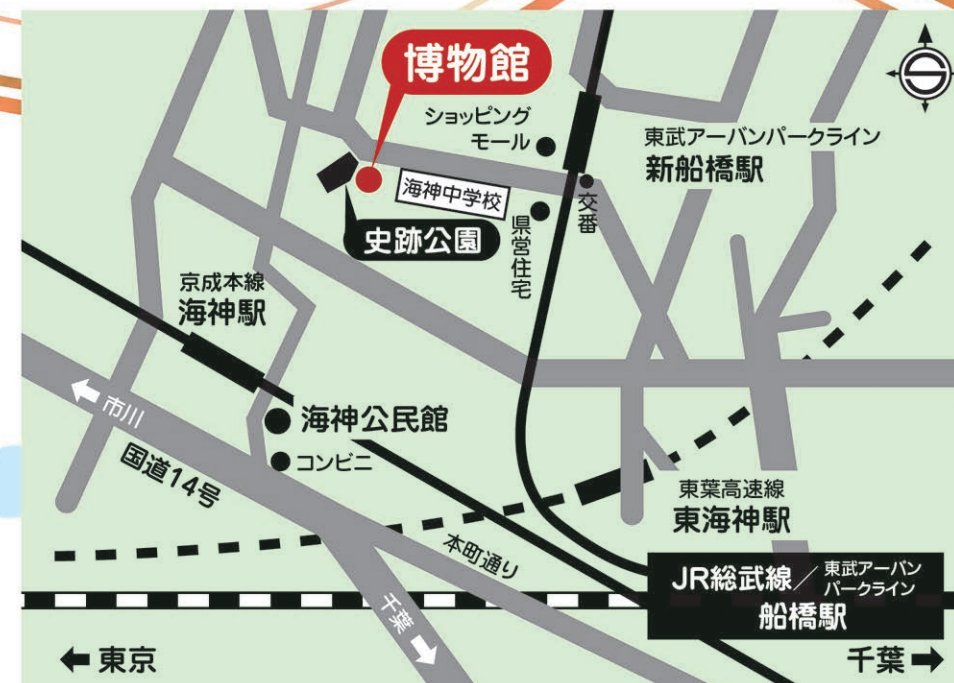 博物館
ショッピング
モール
東武アーバンパークライン
新船橋駅
海神中学校
交番
史跡公園
県営住宅
京成本線
海神駅
市川
海神公民館
国道14号
コンビニ
東葉高速線
東海神駅
本町通り
JR総武線/東武アーバン
パークライン
船橋駅
千葉
東京
千葉